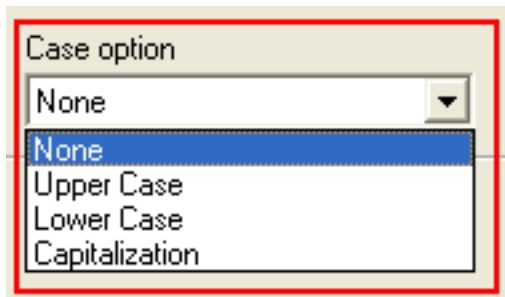 Case option
None
None
Upper Case
Lower Case
Capitalization